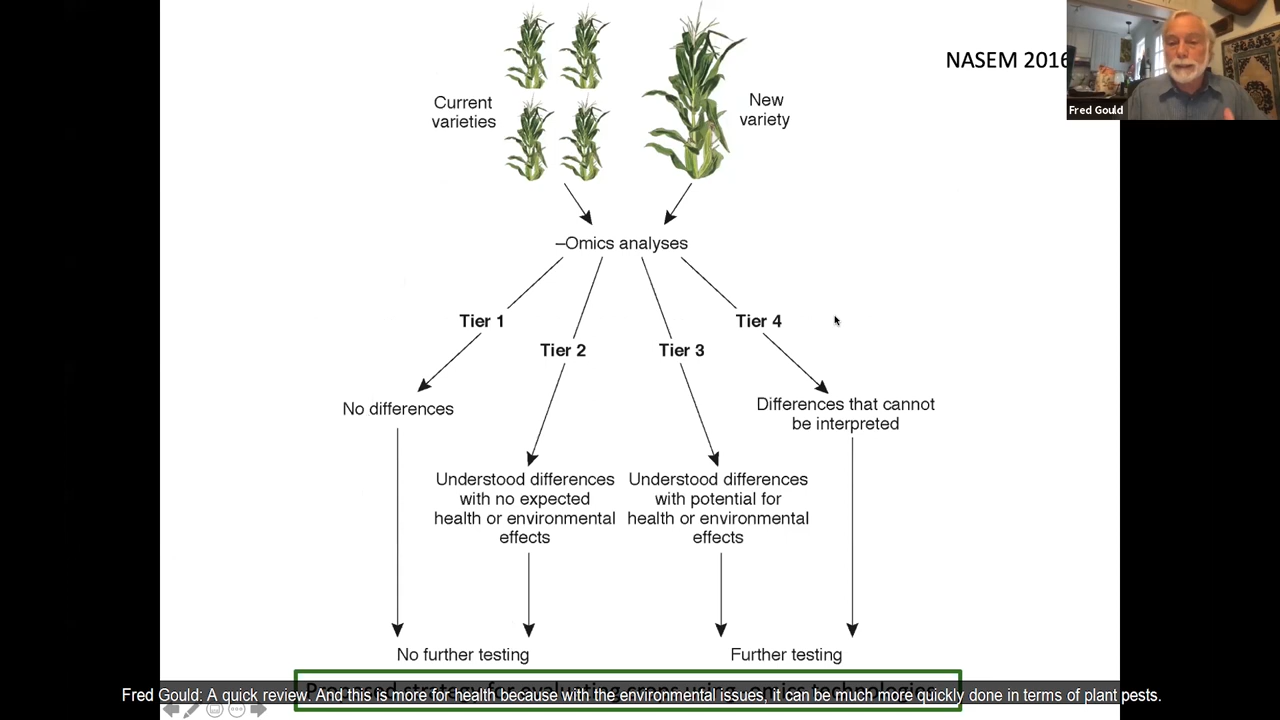 NASEM 2016
Fred Gould
Current
varieties
New
variety
–Omics analyses
Tier 1
Tier 4
Tier 2
Tier 3
No differences
Differences that cannot
be interpreted
Understood differences
with no expected
health or environmental
effects
Understood differences
with potential for
health or environmental
effects
No further testing
Further testing
Fred Gould: A quick review. And this is more for health because with the environmental issues, it can be much more quickly done in terms of plant pests.